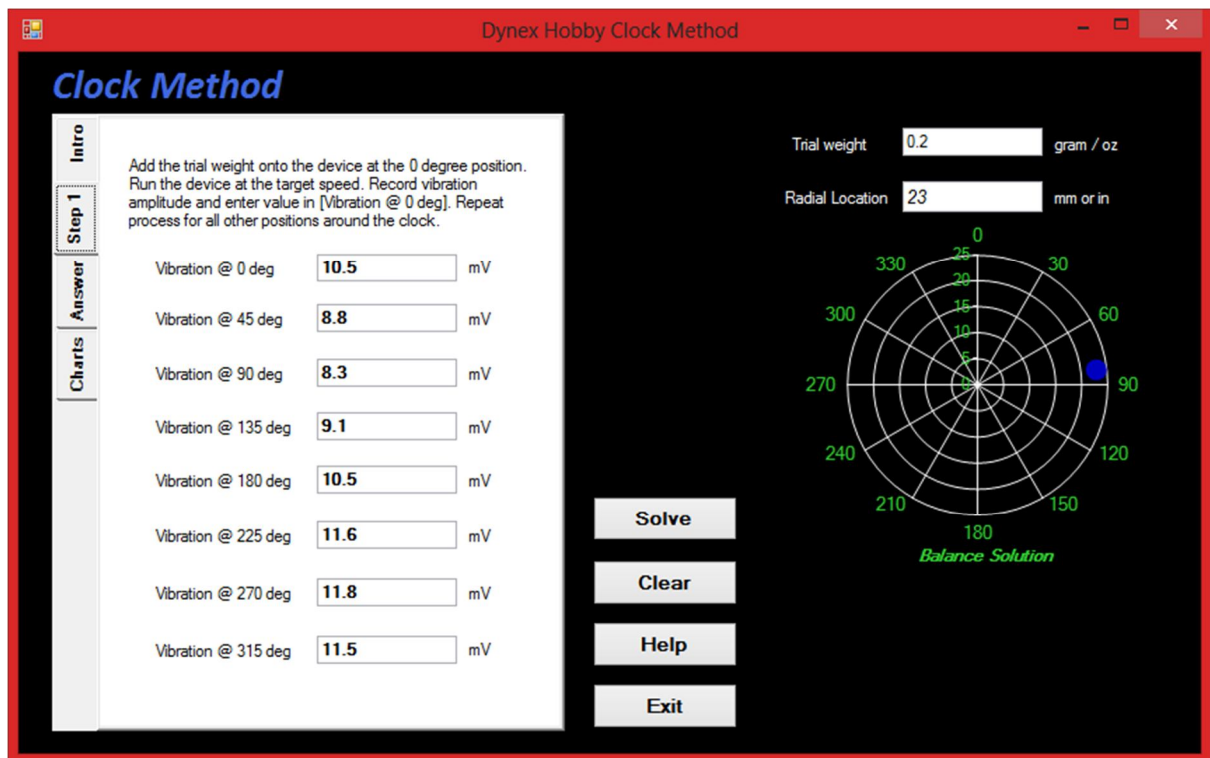 Dynex Hobby Clock Method
Clock Method
Intro
Step 1
Answer
Charts
Add the trial weight onto the device at the 0 degree position.
Run the device at the target speed. Record vibration
amplitude and enter value in [Vibration @ 0 deg]. Repeat
process for all other positions around the clock.
Vibration @ 0 deg 10.5 mV
Vibration @ 45 deg 8.8 mV
Vibration @ 90 deg 8.3 mV
Vibration @ 135 deg 9.1 mV
Vibration @ 180 deg 10.5 mV
Vibration @ 225 deg 11.6 mV
Vibration @ 270 deg 11.8 mV
Vibration @ 315 deg 11.5 mV
Solve
Clear
Help
Exit
Trial weight 0.2 gram / oz
Radial Location 23 mm or in
0
330 25 30
20
300 15 60
10
5
270 0 90
240 120
210 150
180
Balance Solution